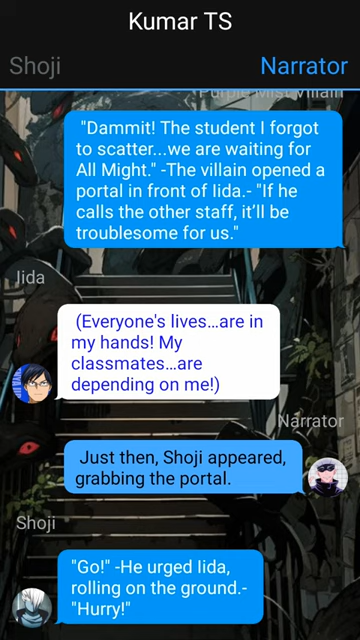 Kumar TS
Shoji
Narrator
Purple Mist Villain
"Dammit! The student I forgot
to scatter...we are waiting for
All Might." -The villain opened a
portal in front of Iida.- "If he
calls the other staff, it'll be
troublesome for us."
Iida
(Everyone's lives...are in
my hands! My
classmates...are
depending on me!)
Narrator
Just then, Shoji appeared,
grabbing the portal.
Shoji
"Go!" -He urged Iida,
rolling on the ground.-
"Hurry!"